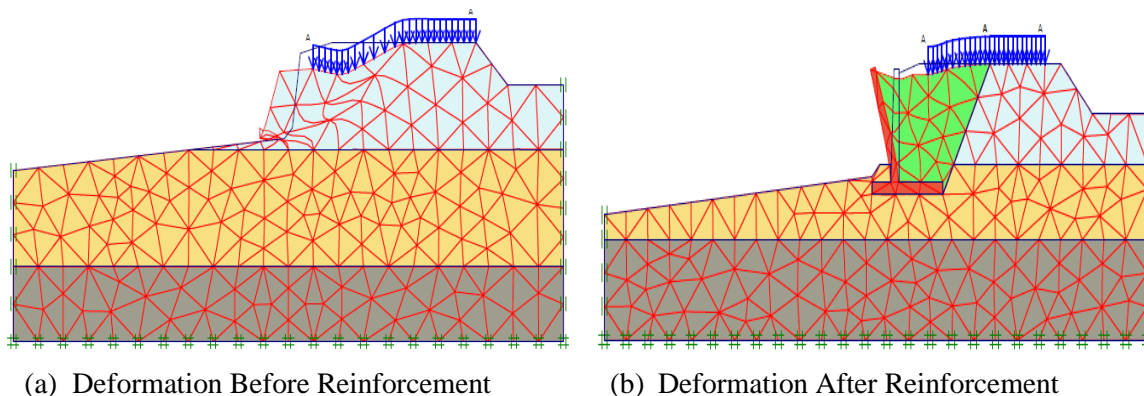 A A
A A A
(a) Deformation Before Reinforcement
(b) Deformation After Reinforcement